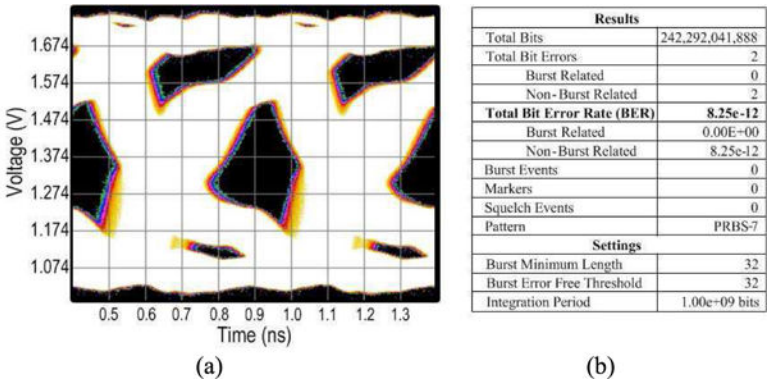 Voltage (V)
1.674
1.574
1.474
1.374
1.274
1.174
1.074
0.5 0.6 0.7 0.8 0.9 1.0 1.1 1.2 1.3
Time (ns)
(a)
Results
Total Bits 242,292,041,888
Total Bit Errors 2
Burst Related 0
Non-Burst Related 2
Total Bit Error Rate (BER) 8.25e-12
Burst Related 0.00E+00
Non-Burst Related 8.25e-12
Burst Events 0
Markers 0
Squelch Events 0
Pattern PRBS-7
Settings
Burst Minimum Length 32
Burst Error Free Threshold 32
Integration Period 1.00e+09 bits
(b)